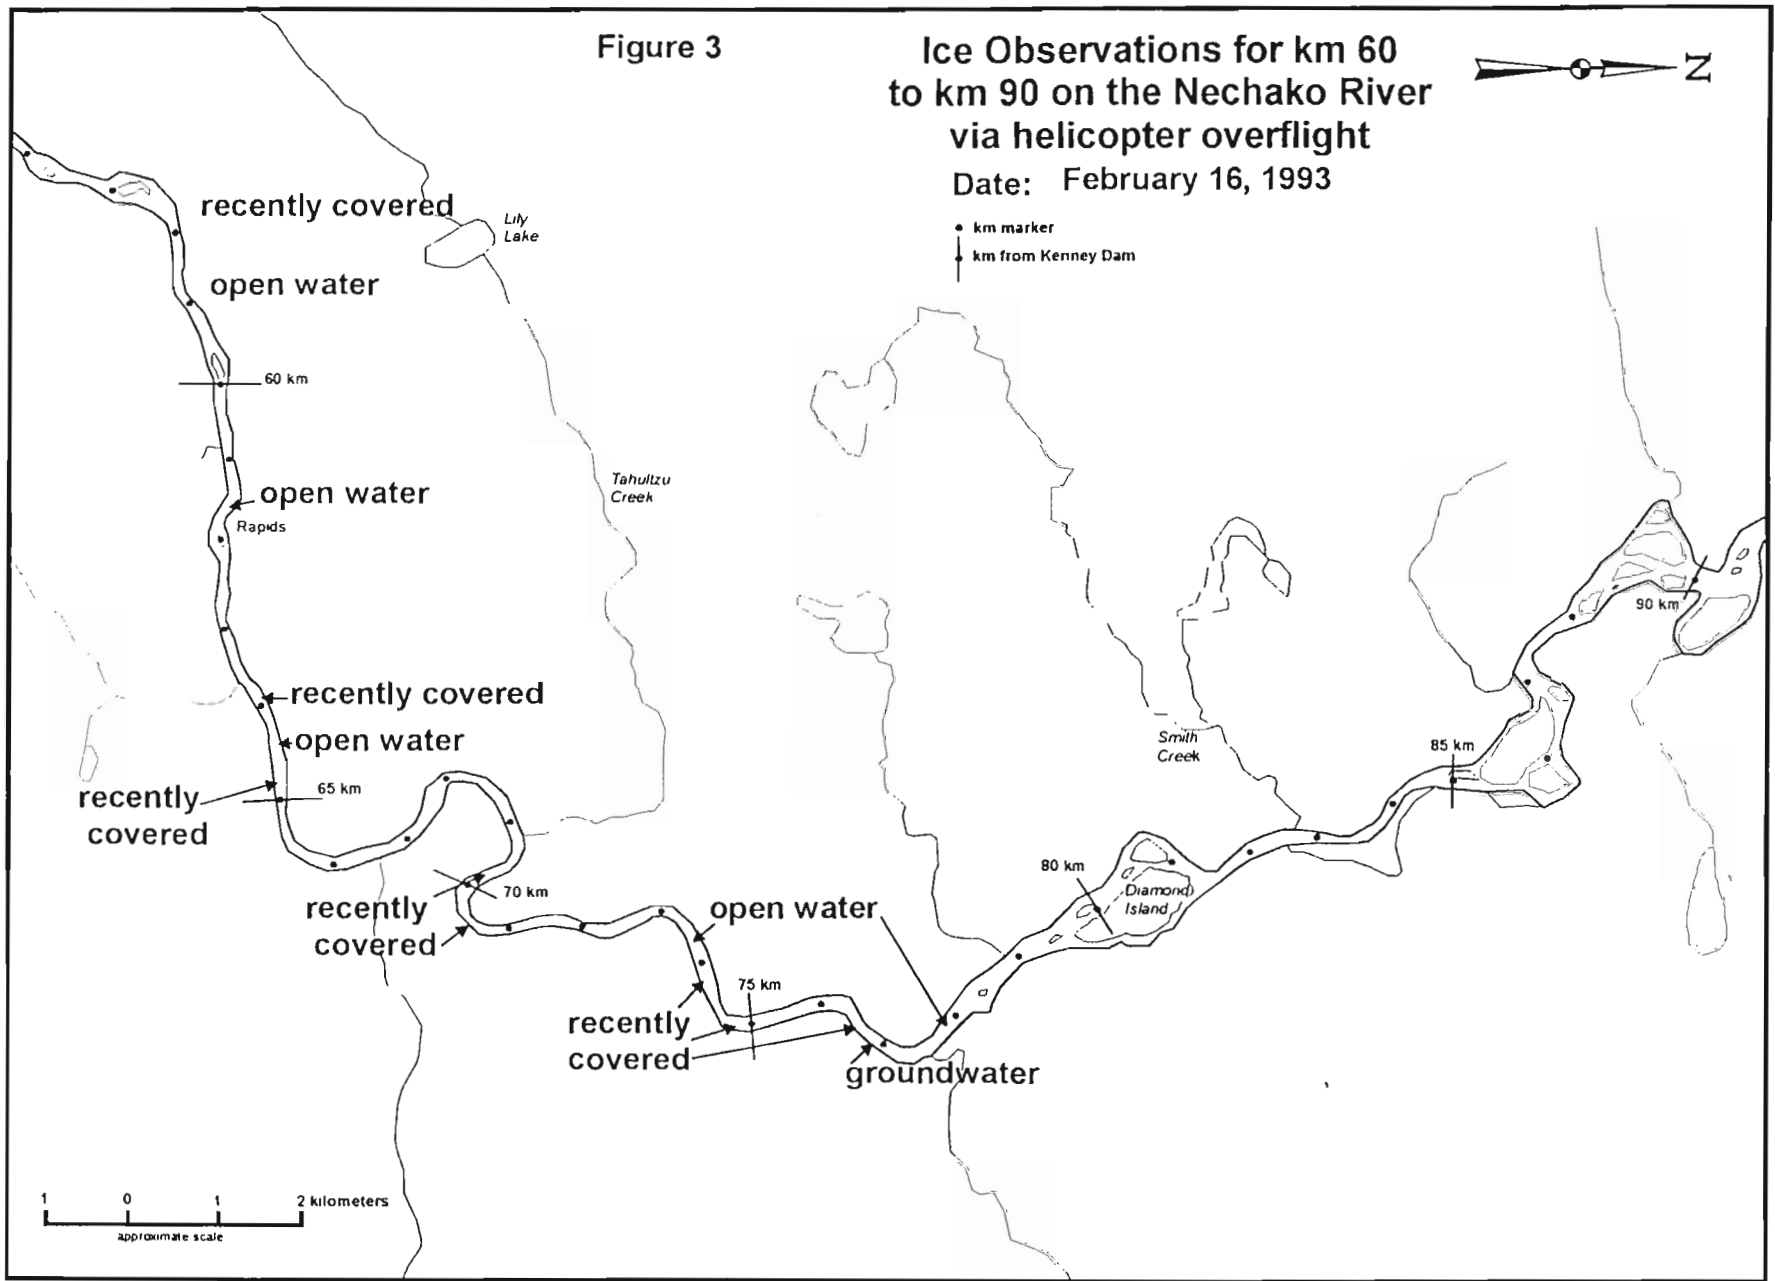 Figure 3
Ice Observations for km 60
to km 90 on the Nechako River
via helicopter overflight
Date: February 16, 1993
N
km marker
km from Kenney Dam
recently covered
Lily
Lake
open water
60 km
Tahultzu
Creek
open water
Rapids
90 km
recently covered
open water
Smith
Creek
85 km
recently
covered
65 km
80 km
70 km
Diamond
Island
recently
covered
open water
75 km
recently
covered
groundwater
1 0 1 2 kilometers
approximate scale